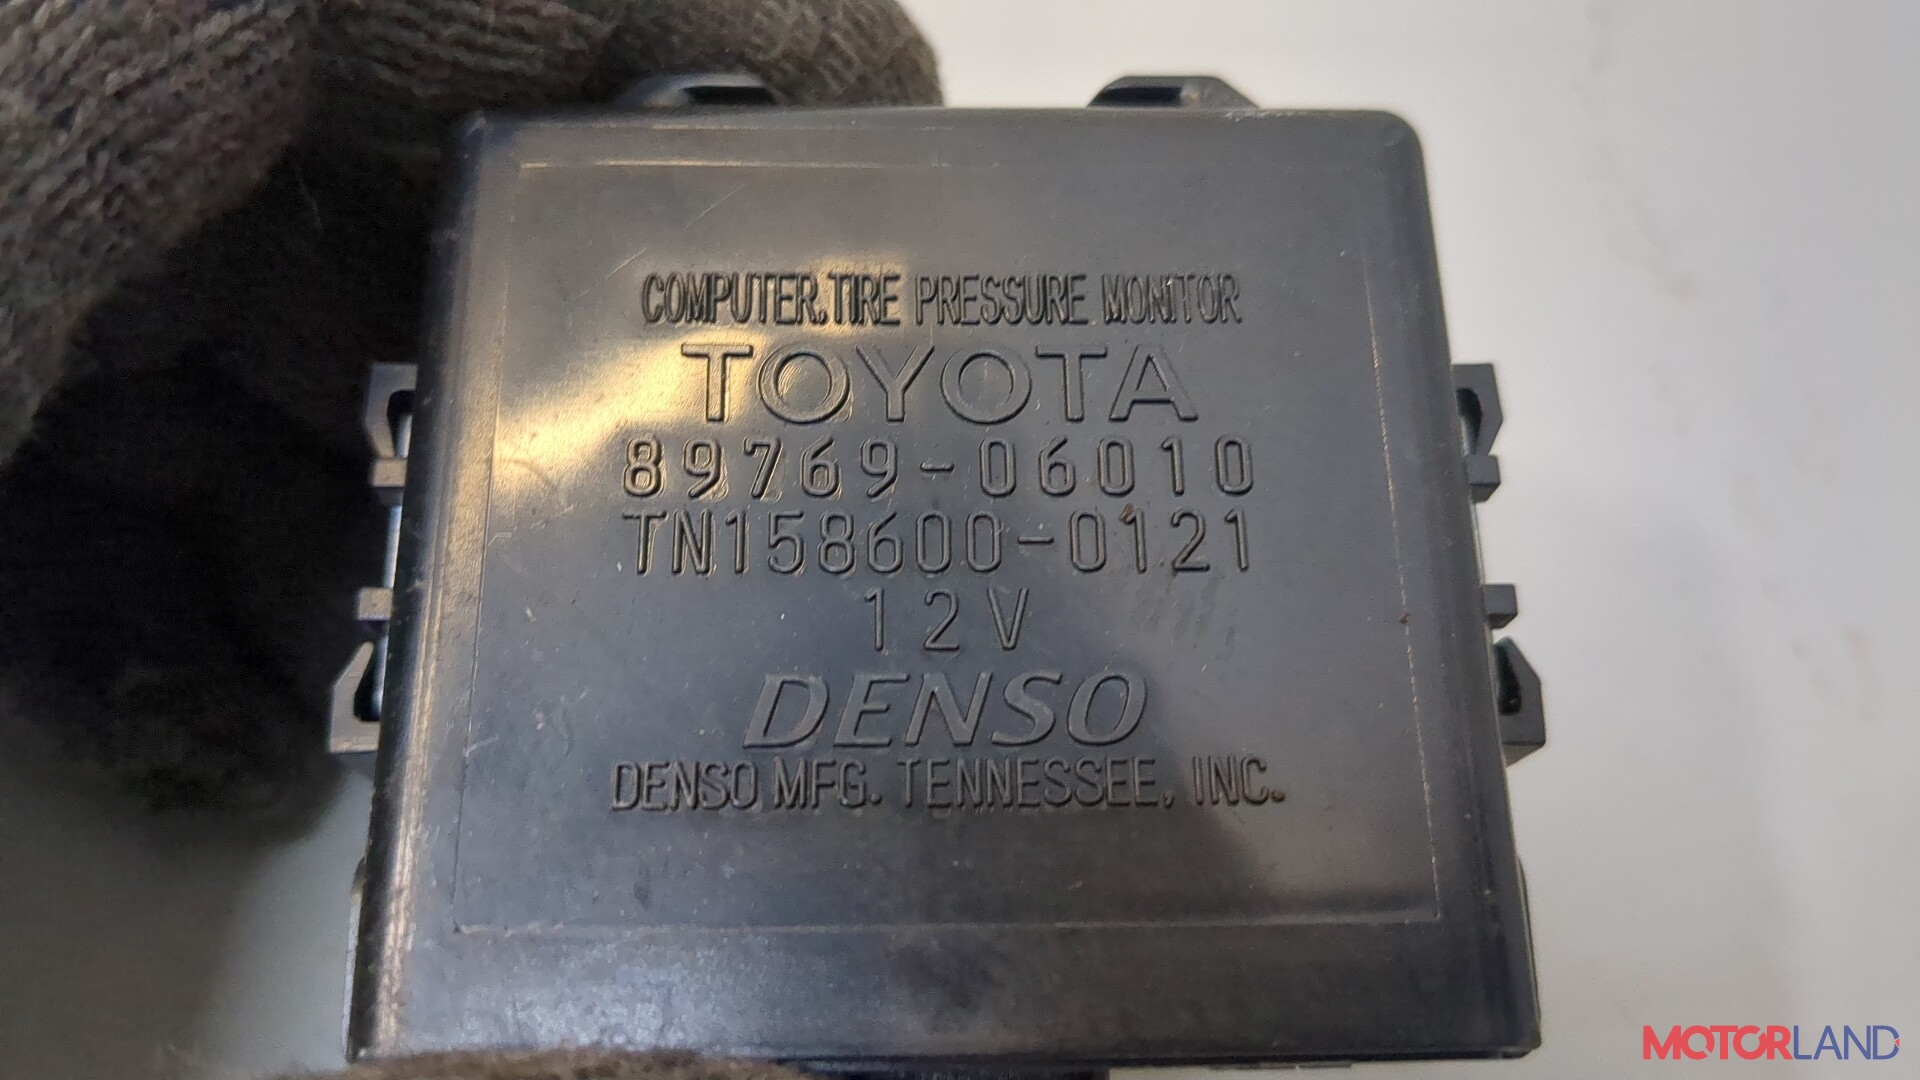 COMPUTER.TIRE PRESSURE MONITOR
TOYOTA
89769-06010
TN158600-0121
12V
DENSO
DENSO MFG. TENNESSEE, INC.
MOTORLAND